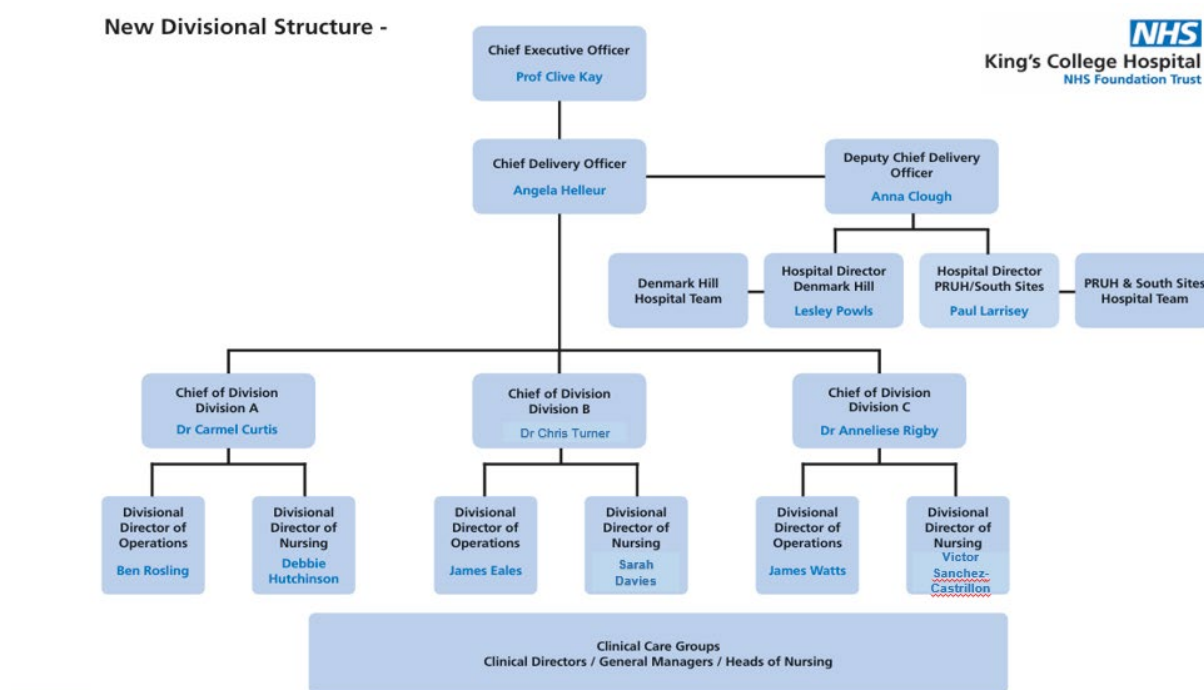 New Divisional Structure -
NHS
King's College Hospital
NHS Foundation Trust
Chief Executive Officer
Prof Clive Kay
Chief Delivery Officer
Angela Helleur
Deputy Chief Delivery
Officer
Anna Clough
Denmark Hill
Hospital Team
Hospital Director
Denmark Hill
Lesley Powls
Hospital Director
PRUH/South Sites
Paul Larrisey
PRUH & South Sites
Hospital Team
Chief of Division
Division A
Dr Carmel Curtis
Chief of Division
Division B
Dr Chris Turner
Chief of Division
Division C
Dr Anneliese Rigby
Divisional
Director of
Operations
Ben Rosling
Divisional
Director of
Nursing
Debbie
Hutchinson
Divisional
Director of
Operations
James Eales
Divisional
Director of
Nursing
Sarah
Davies
Divisional
Director of
Operations
James Watts
Divisional
Director of
Nursing
Victor
Sanchez-
Castrillon
Clinical Care Groups
Clinical Directors / General Managers / Heads of Nursing